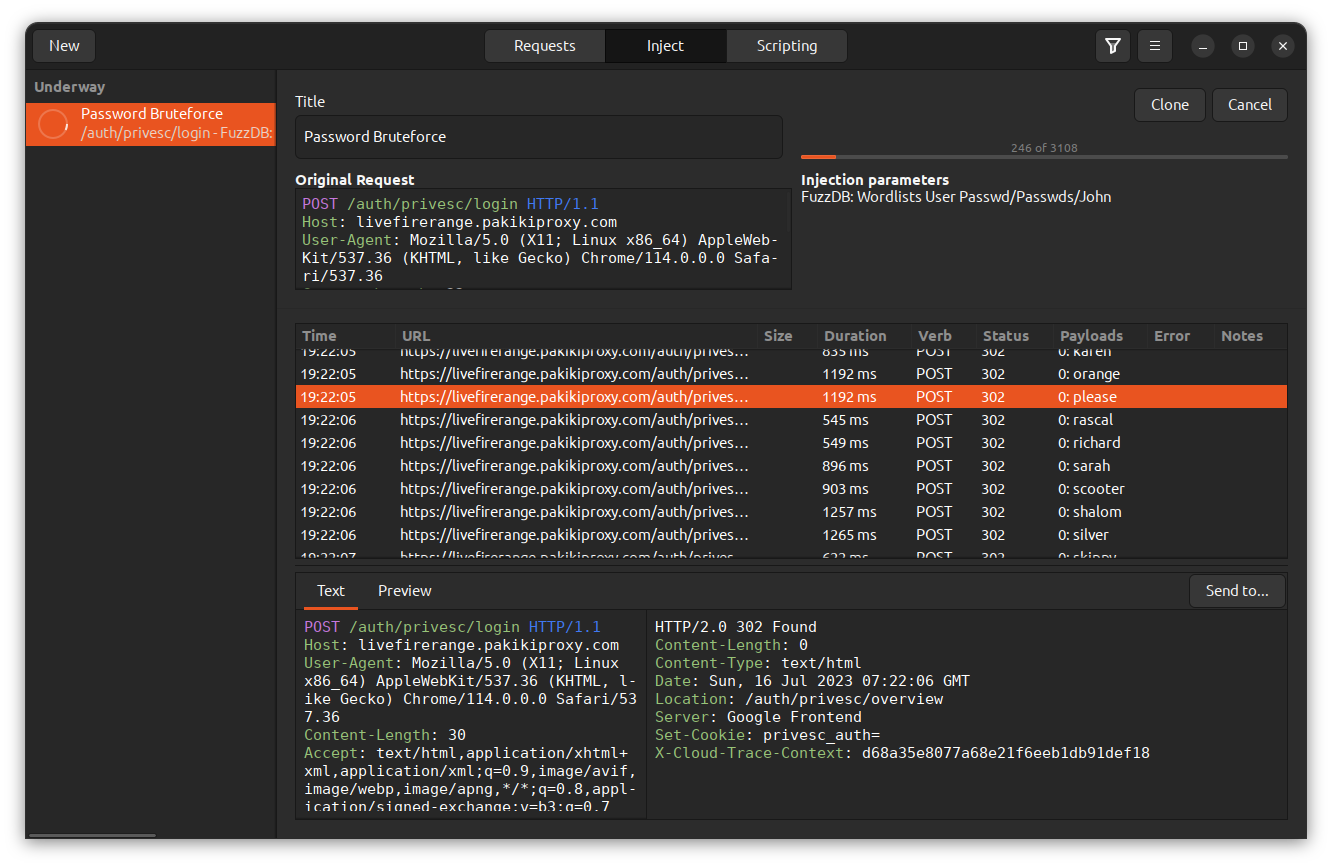 New
Requests
Inject
Scripting
Underway
Password Bruteforce
/auth/privesc/login - FuzzDB:
Title
Clone
Cancel
Password Bruteforce
246 of 3108
Original Request
POST /auth/privesc/login HTTP/1.1
Host: livefirerange.pakikiproxy.com
User-Agent: Mozilla/5.0 (X11; Linux x86_64) AppleWeb-
Kit/537.36 (KHTML, like Gecko) Chrome/114.0.0.0 Safa-
ri/537.36
Injection parameters
FuzzDB: Wordlists User Passwd/Passwds/John
Time URL Size Duration Verb Status Payloads Error Notes
19:22:05 https://livefirerange.pakikiproxy.com/auth/prives… 835 ms POST 302 0: karen
19:22:05 https://livefirerange.pakikiproxy.com/auth/prives… 1192 ms POST 302 0: orange
19:22:05 https://livefirerange.pakikiproxy.com/auth/prives… 1192 ms POST 302 0: please
19:22:06 https://livefirerange.pakikiproxy.com/auth/prives… 545 ms POST 302 0: rascal
19:22:06 https://livefirerange.pakikiproxy.com/auth/prives… 549 ms POST 302 0: richard
19:22:06 https://livefirerange.pakikiproxy.com/auth/prives… 896 ms POST 302 0: sarah
19:22:06 https://livefirerange.pakikiproxy.com/auth/prives… 903 ms POST 302 0: scooter
19:22:06 https://livefirerange.pakikiproxy.com/auth/prives… 1257 ms POST 302 0: shalom
19:22:06 https://livefirerange.pakikiproxy.com/auth/prives… 1265 ms POST 302 0: silver
19:22:07 https://livefirerange.pakikiproxy.com/auth/prives… POST 302 0: skippy
Text
Preview
Send to...
POST /auth/privesc/login HTTP/1.1
Host: livefirerange.pakikiproxy.com
User-Agent: Mozilla/5.0 (X11; Linux
x86_64) AppleWebKit/537.36 (KHTML, l-
ike Gecko) Chrome/114.0.0.0 Safari/53
7.36
Content-Length: 30
Accept: text/html,application/xhtml+
xml,application/xml;q=0.9,image/avif,
image/webp,image/apng,*/*;q=0.8,appl-
ication/signed-exchange;v=b3;q=0.7
HTTP/2.0 302 Found
Content-Length: 0
Content-Type: text/html
Date: Sun, 16 Jul 2023 07:22:06 GMT
Location: /auth/privesc/overview
Server: Google Frontend
Set-Cookie: privesc_auth=
X-Cloud-Trace-Context: d68a35e8077a68e21f6eeb1db91def18